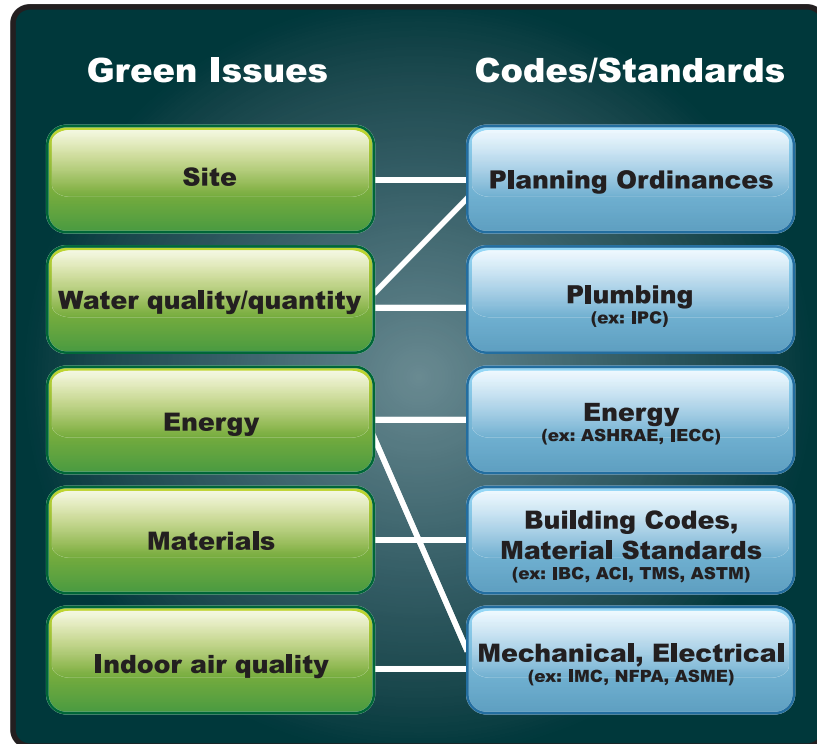 Green Issues
Codes/Standards
Site
Planning Ordinances
Water quality/quantity
Plumbing
(ex: IPC)
Energy
Energy
(ex: ASHRAE, IECC)
Materials
Building Codes,
Material Standards
(ex: IBC, ACI, TMS, ASTM)
Indoor air quality
Mechanical, Electrical
(ex: IMC, NFPA, ASME)